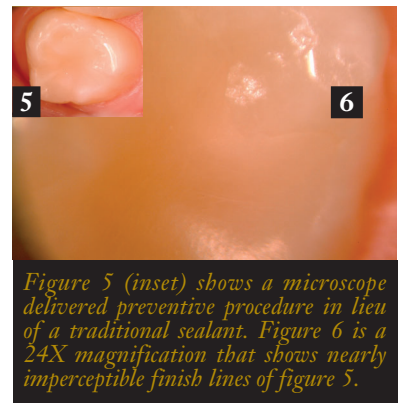 5
6
Figure 5 (inset) shows a microscope
delivered preventive procedure in lieu
of a traditional sealant. Figure 6 is a
24X magnification that shows nearly
imperceptible finish lines of figure 5.